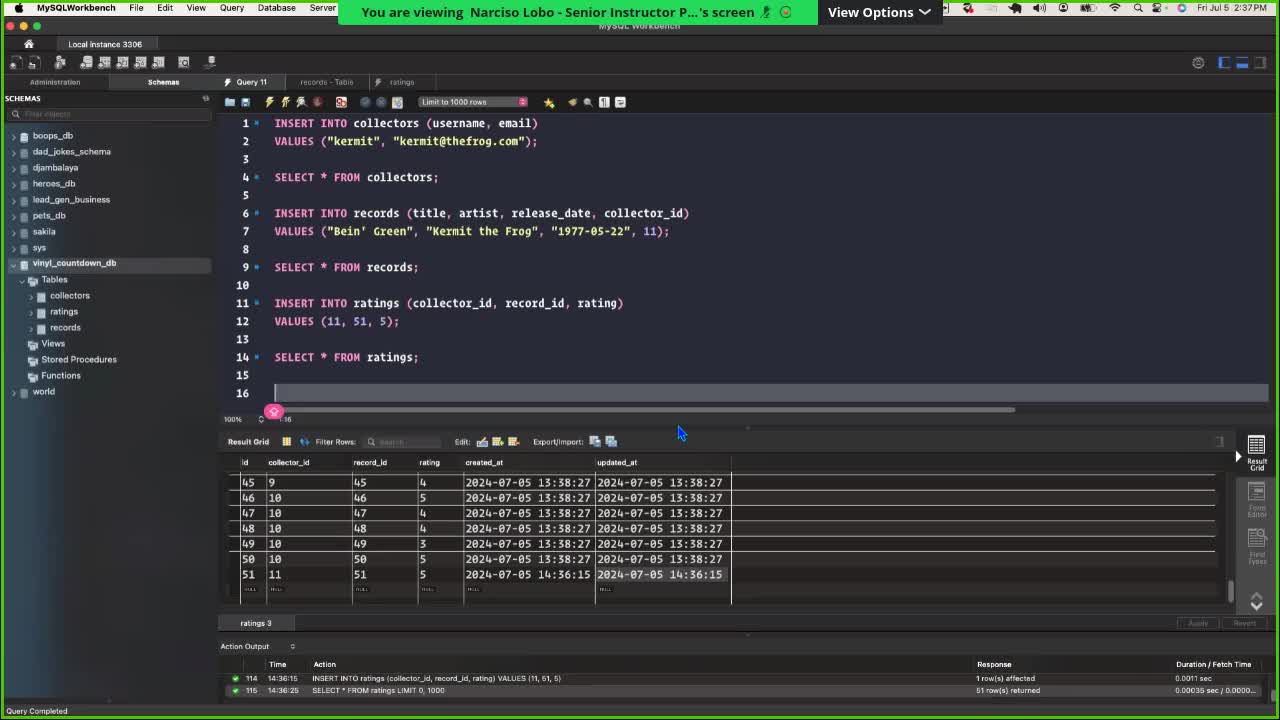 MySQLWorkbench File Edit View Query Database Server
You are viewing Narciso Lobo - Senior Instructor P...'s screen
View Options
Fri Jul 5 2:37 PM
MySQL Workbench
Local instance 3306
Administration Schemas Query 11 records - Table ratings
SCHEMAS
Filter objects
boops_db
dad_jokes_schema
djambalaya
heroes_db
lead_gen_business
pets_db
sakila
sys
vinyl_countdown_db
Tables
collectors
ratings
records
Views
Stored Procedures
Functions
world
Limit to 1000 rows
1 INSERT INTO collectors (username, email)
2 VALUES ("kermit", "kermit@thefrog.com");
3
4 SELECT * FROM collectors;
5
6 INSERT INTO records (title, artist, release_date, collector_id)
7 VALUES ("Bein' Green", "Kermit the Frog", "1977-05-22", 11);
8
9 SELECT * FROM records;
10
11 INSERT INTO ratings (collector_id, record_id, rating)
12 VALUES (11, 51, 5);
13
14 SELECT * FROM ratings;
15
16
100% 1:16
Result Grid Filter Rows: Search Edit: Export/Import:
id collector_id record_id rating created_at updated_at
45 9 45 4 2024-07-05 13:38:27 2024-07-05 13:38:27
46 10 46 5 2024-07-05 13:38:27 2024-07-05 13:38:27
47 10 47 4 2024-07-05 13:38:27 2024-07-05 13:38:27
48 10 48 4 2024-07-05 13:38:27 2024-07-05 13:38:27
49 10 49 3 2024-07-05 13:38:27 2024-07-05 13:38:27
50 10 50 5 2024-07-05 13:38:27 2024-07-05 13:38:27
51 11 51 5 2024-07-05 14:36:15 2024-07-05 14:36:15
NULL NULL NULL NULL NULL NULL
Result Grid
Form Editor
Field Types
ratings 3
Apply Revert
Action Output
Time Action Response Duration / Fetch Time
114 14:36:15 INSERT INTO ratings (collector_id, record_id, rating) VALUES (11, 51, 5) 1 row(s) affected 0.0011 sec
115 14:36:25 SELECT * FROM ratings LIMIT 0, 1000 51 row(s) returned 0.00035 sec / 0.0000...
Query Completed